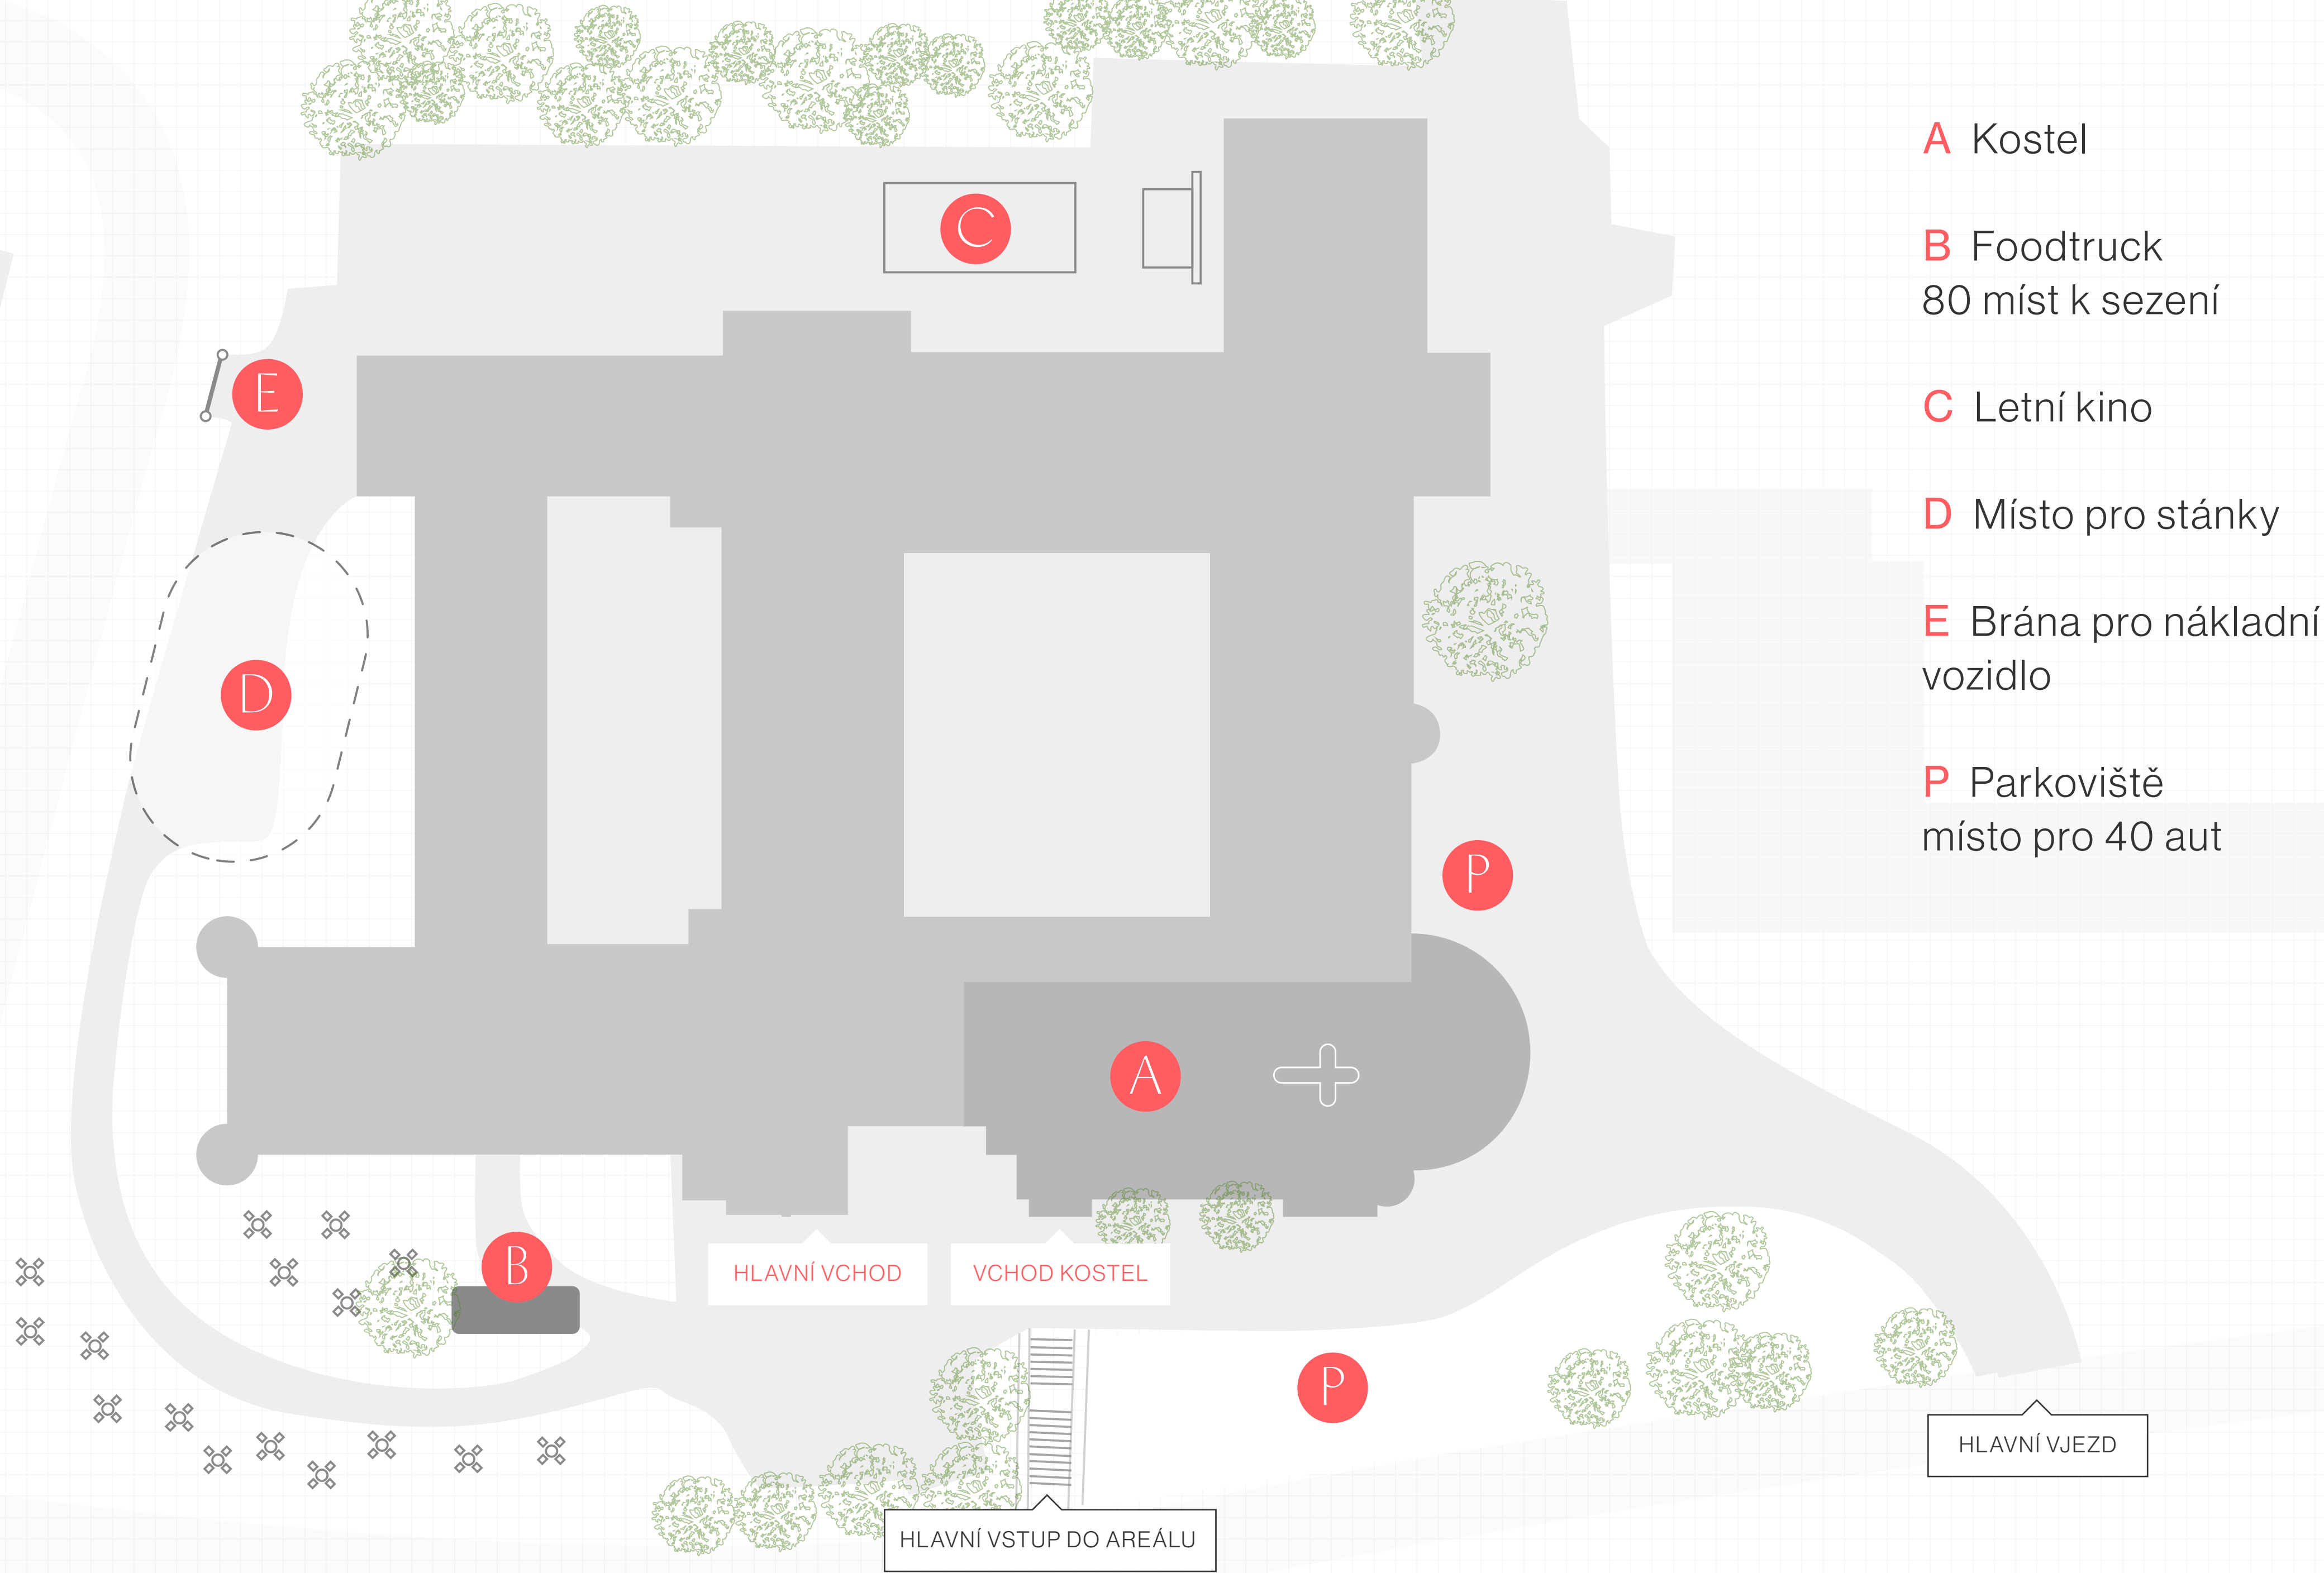 A Kostel
B Foodtruck
80 míst k sezení
C Letní kino
D Místo pro stánky
E Brána pro nákladní
vozidlo
P Parkoviště
místo pro 40 aut
C
E
D
P
A
B
HLAVNÍ VCHOD
VCHOD KOSTEL
P
HLAVNÍ VJEZD
HLAVNÍ VSTUP DO AREÁLU